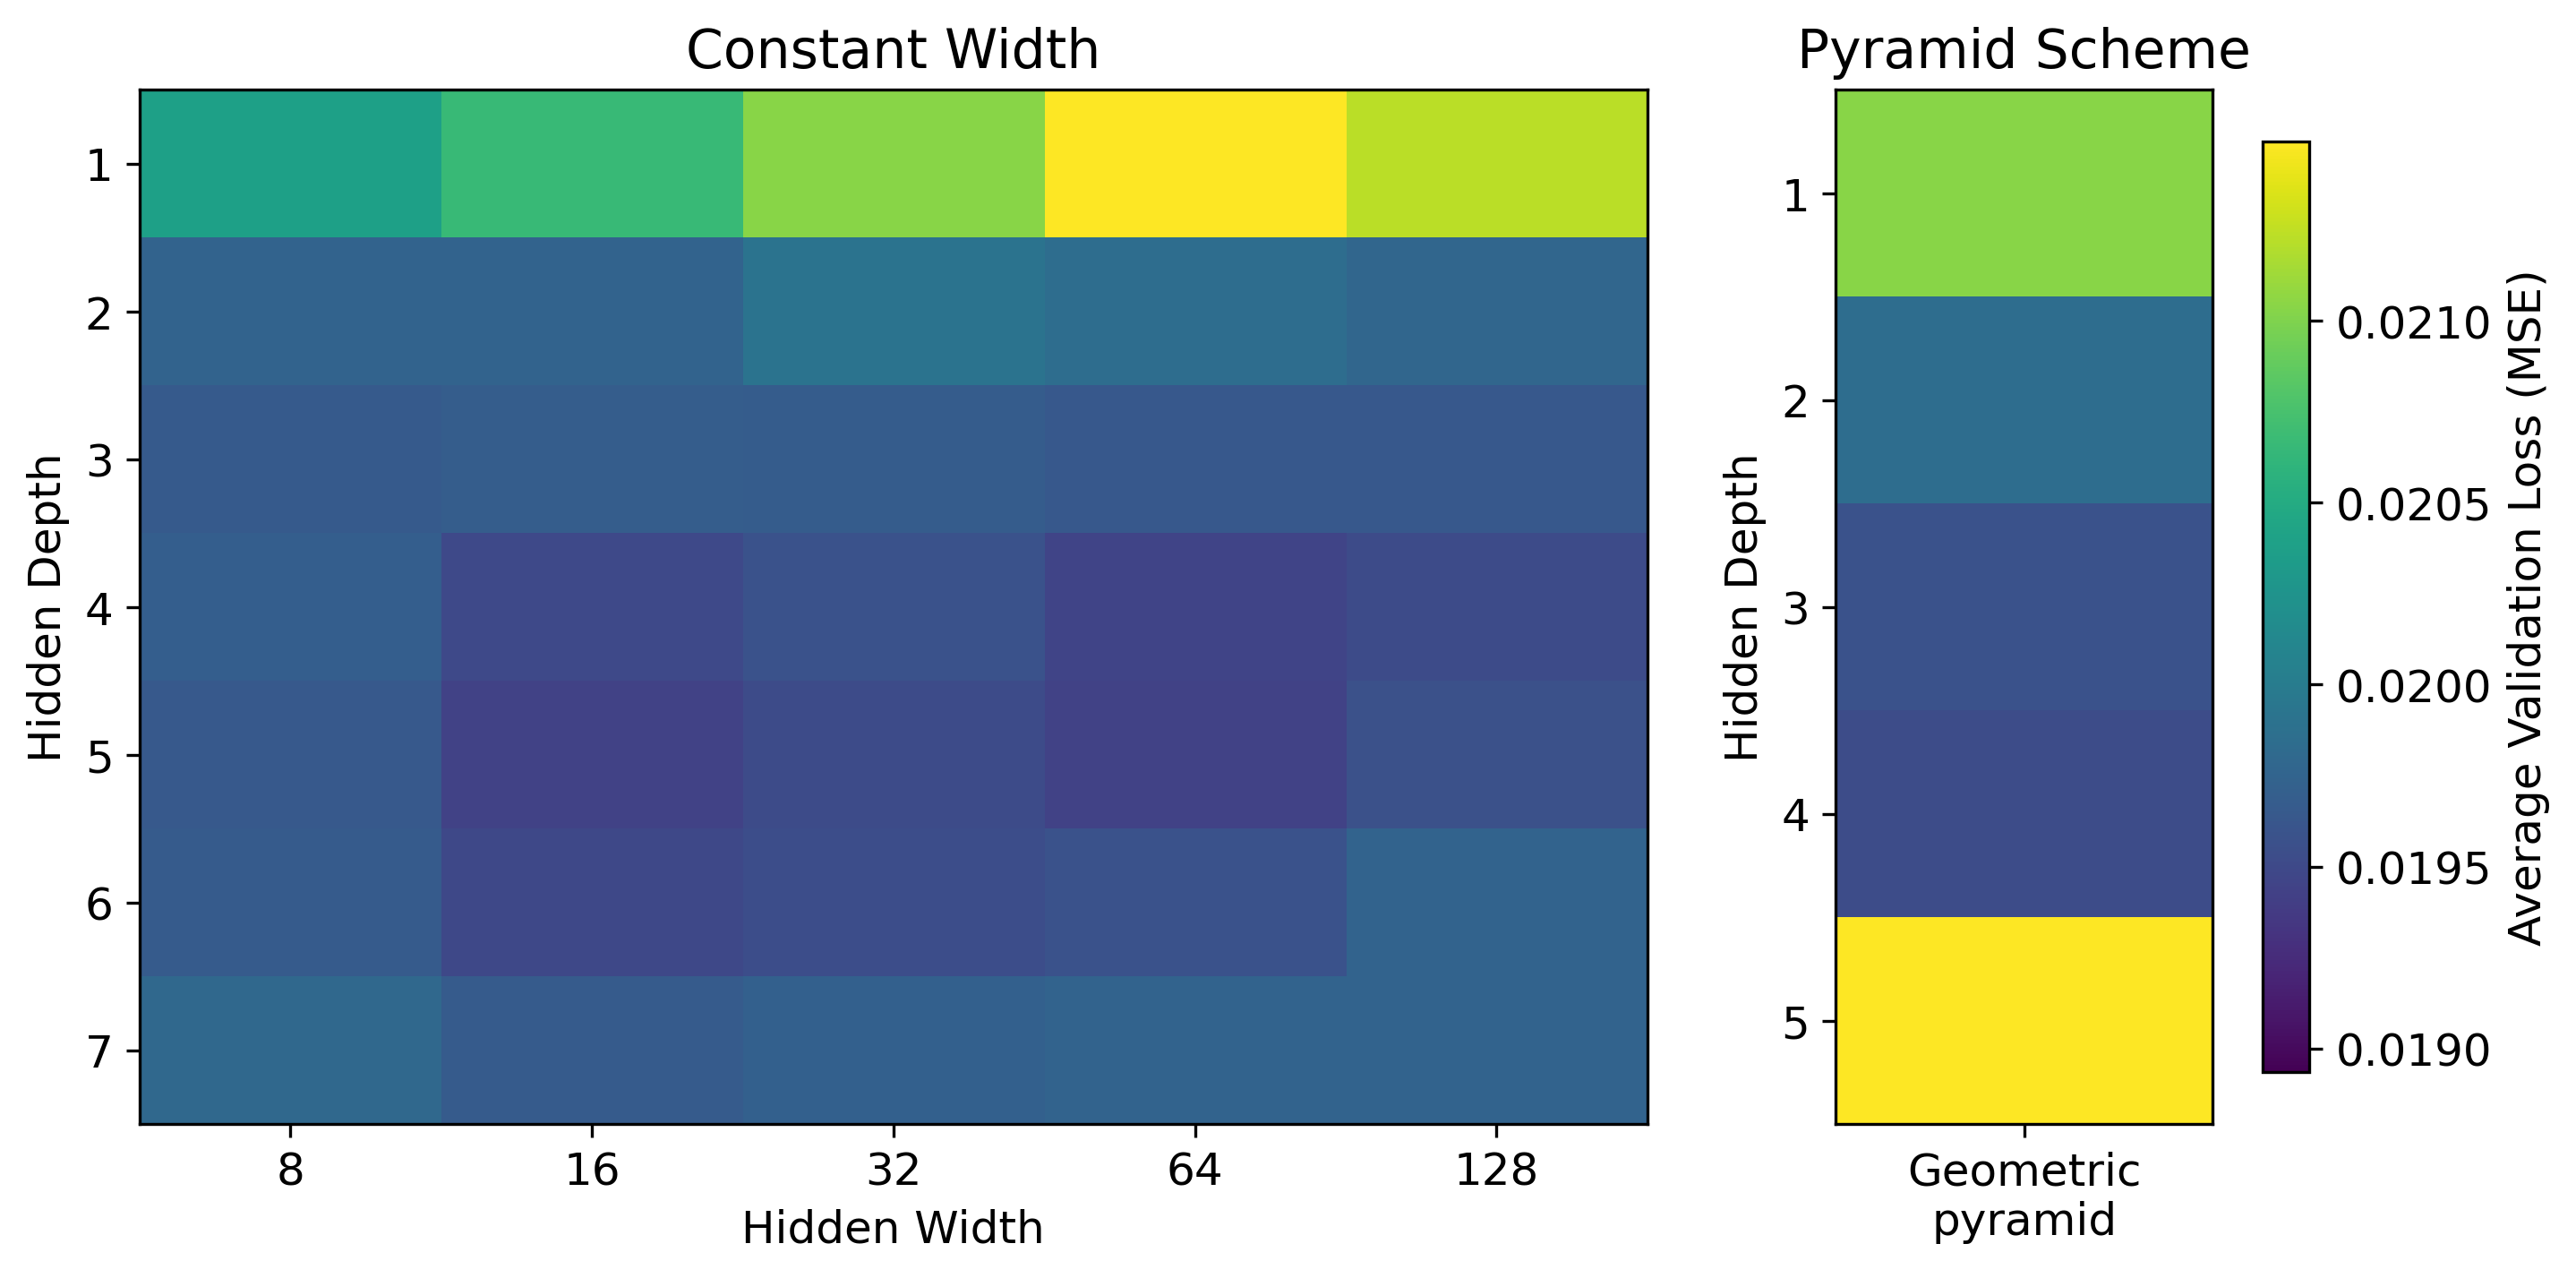 Constant Width
Hidden Depth
1
2
3
4
5
6
7
8 16 32 64 128
Hidden Width
Pyramid Scheme
Hidden Depth
1
2
3
4
5
Geometric
pyramid
0.0210
0.0205
0.0200
0.0195
0.0190
Average Validation Loss (MSE)